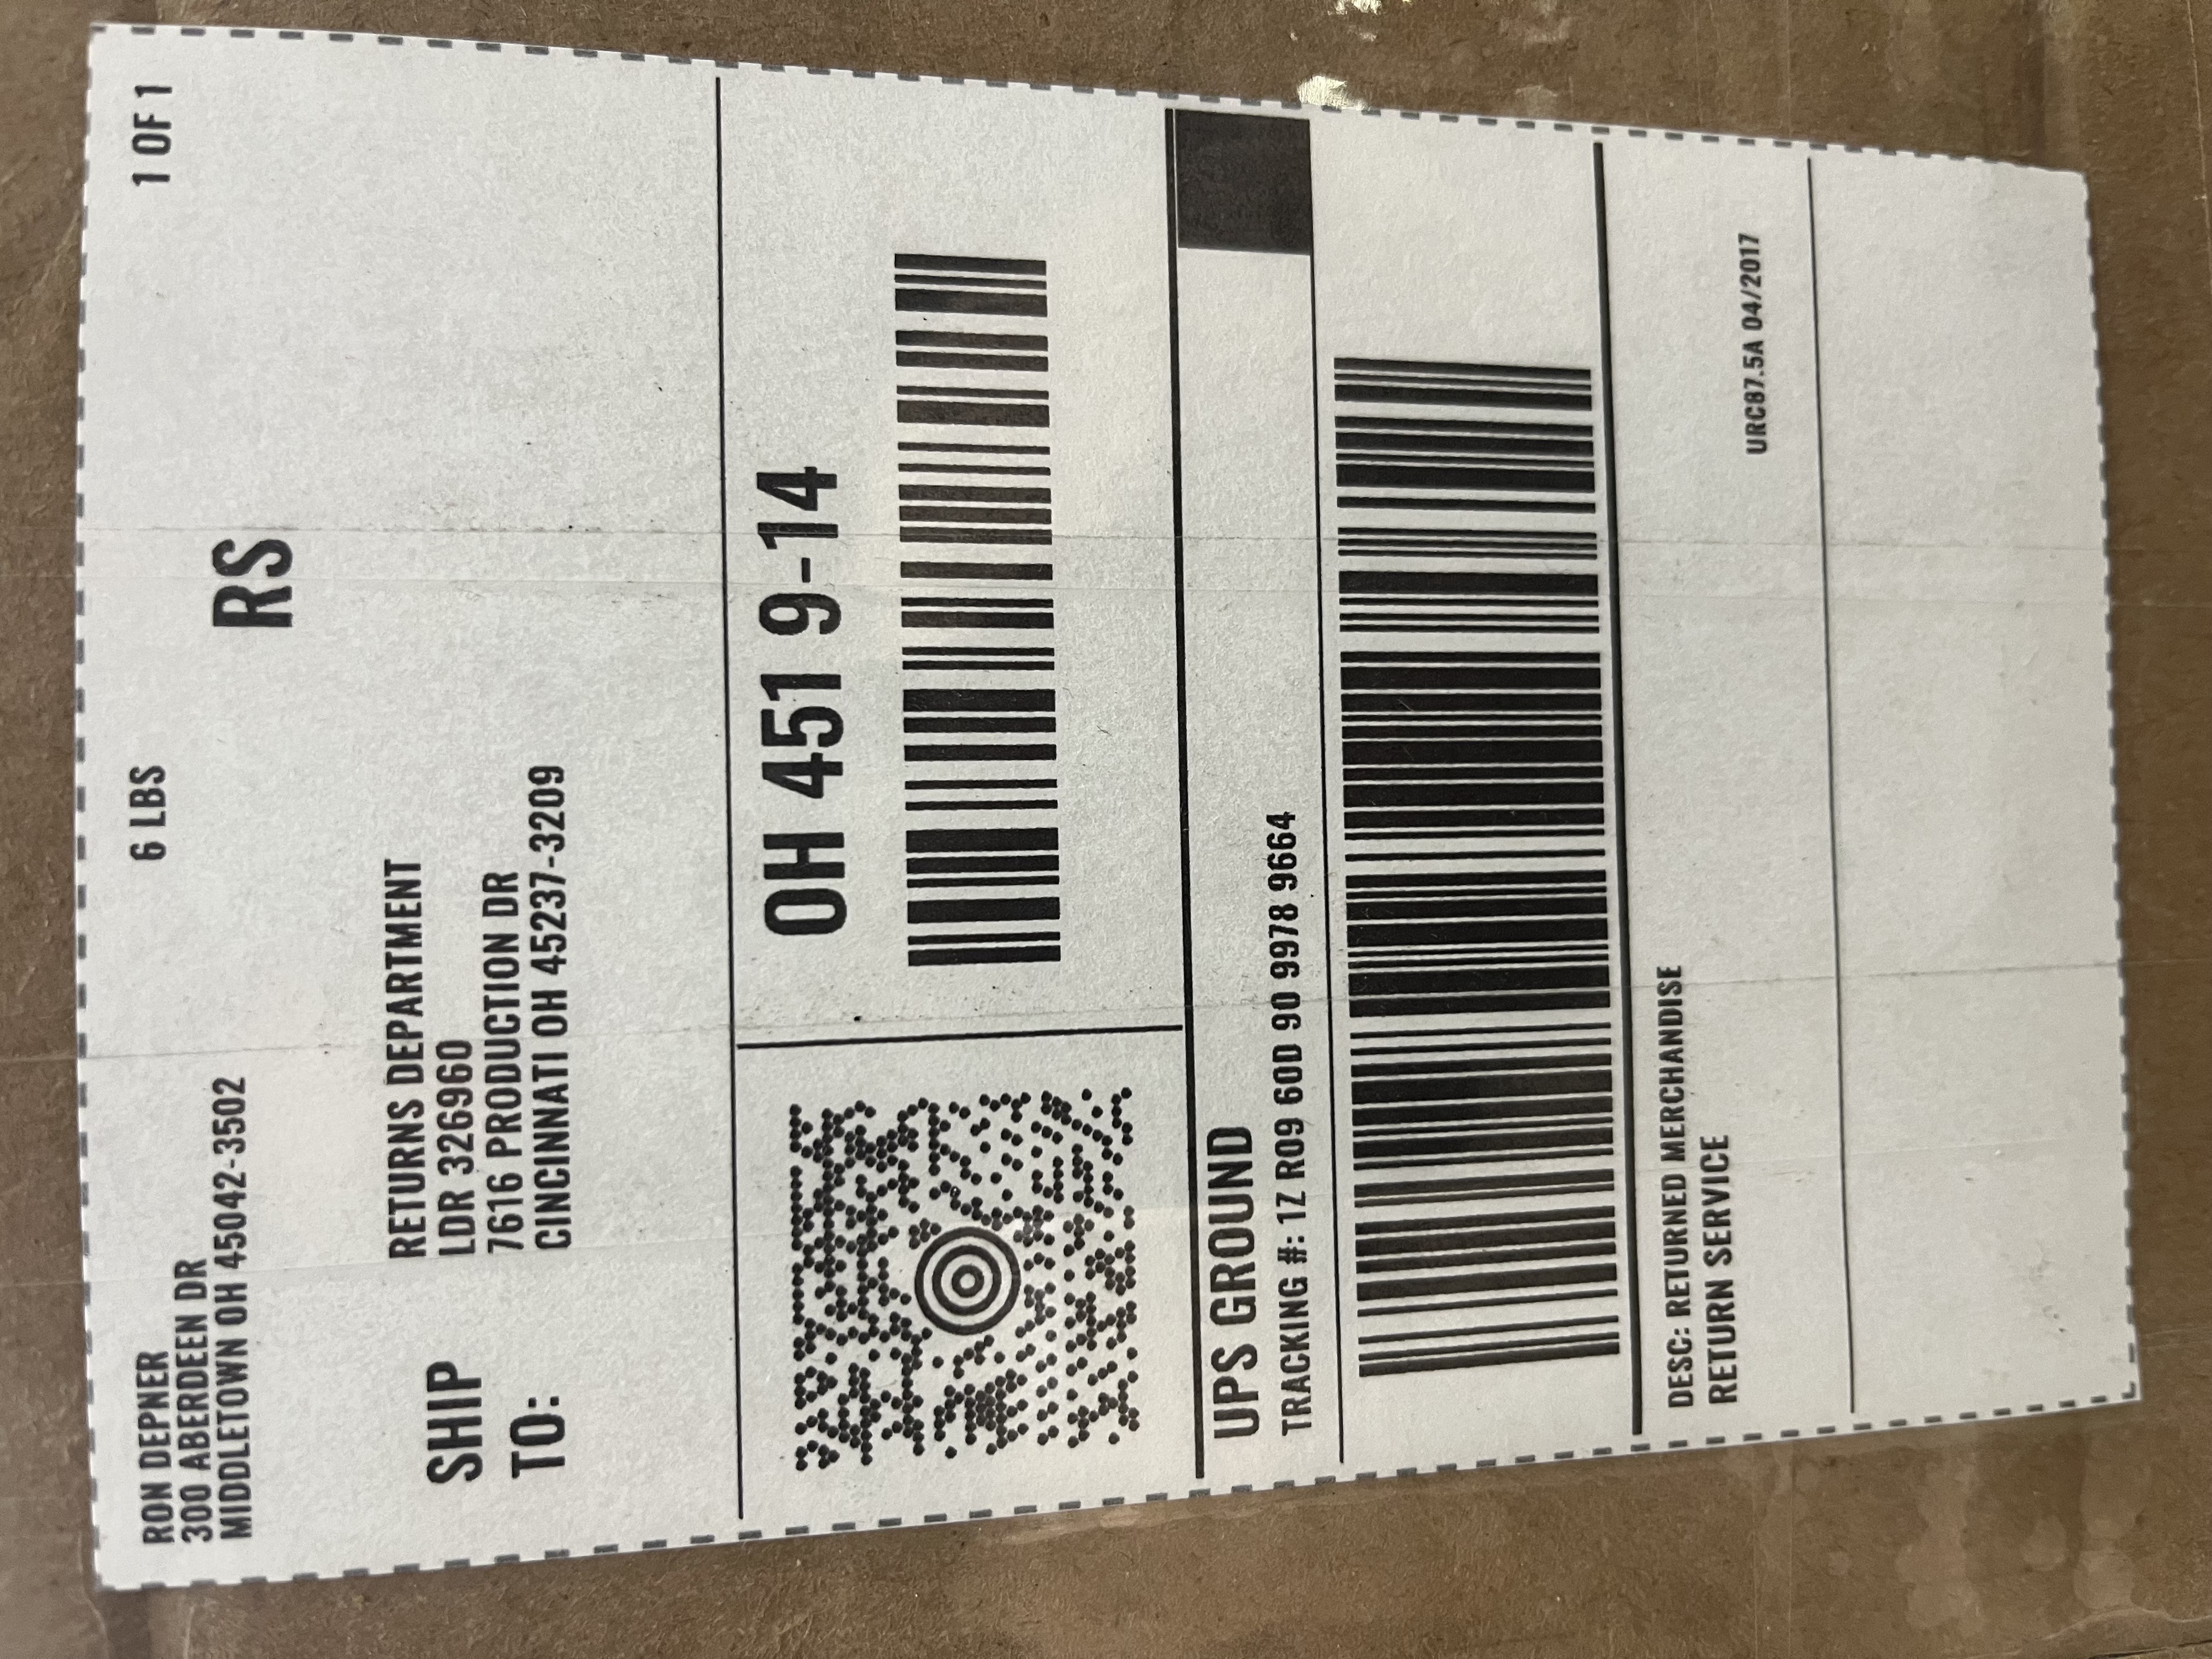 RON DEPNER
300 ABERDEEN DR
MIDDLETOWN OH 45042-3502
6 LBS
1 OF 1
RS
SHIP
TO:
RETURNS DEPARTMENT
LDR 326960
7616 PRODUCTION DR
CINCINNATI OH 45237-3209
OH 451 9-14
UPS GROUND
TRACKING #: 1Z R09 60D 90 9978 9664
DESC: RETURNED MERCHANDISE
RETURN SERVICE
URC87.5A 04/2017